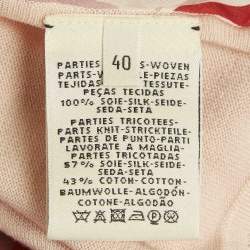 40
PARTIES -WOVEN
PARTS- -PIEZAS
TEJIDAS TESSUTE-
PEÇAS TECIDAS
100% SOIE-SILK-SEIDE-
SEDA-SETA
PARTIES TRICOTEES-
PARTS KNIT-STRICKTEILE-
PARTES DE PUNTO-PARTI
LAVORATE A MAGLIA-
PARTES TRICOTADAS
57% SOIE-SILK-SEIDE-
SEDA-SETA
43% COTON-COTTON-
BAUMWOLLE-ALGODÓN-
COTONE-ALGODÃO